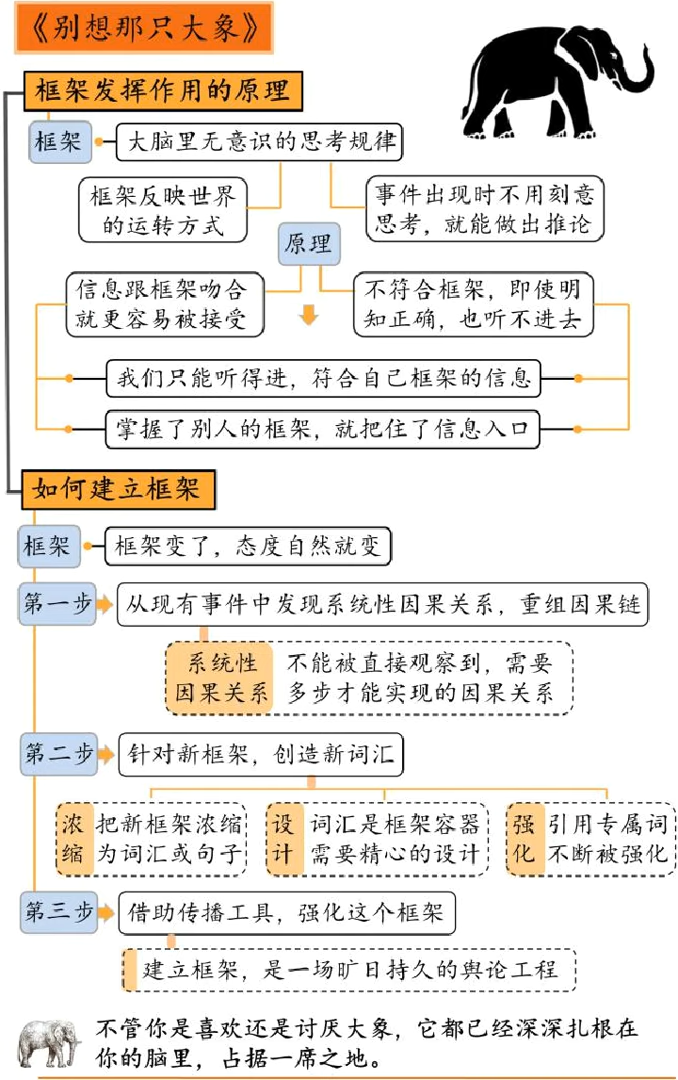 《别想那只大象》
框架发挥作用的原理
框架
大脑里无意识的思考规律
框架反映世界
的运转方式
事件出现时不用刻意
思考，就能做出推论
原理
信息跟框架吻合
就更容易被接受
不符合框架，即使明
知正确，也听不进去
我们只能听得进，符合自己框架的信息
掌握了别人的框架，就把住了信息入口
如何建立框架
框架
框架变了，态度自然就变
第一步
从现有事件中发现系统性因果关系，重组因果链
系统性
因果关系
不能被直接观察到，需要
多步才能实现的因果关系
第二步
针对新框架，创造新词汇
浓
缩
把新框架浓缩
为词汇或句子
设
计
词汇是框架容器
需要精心的设计
强
化
引用专属词
不断被强化
第三步
借助传播工具，强化这个框架
建立框架，是一场旷日持久的舆论工程
不管你是喜欢还是讨厌大象，它都已经深深扎根在
你的脑里，占据一席之地。